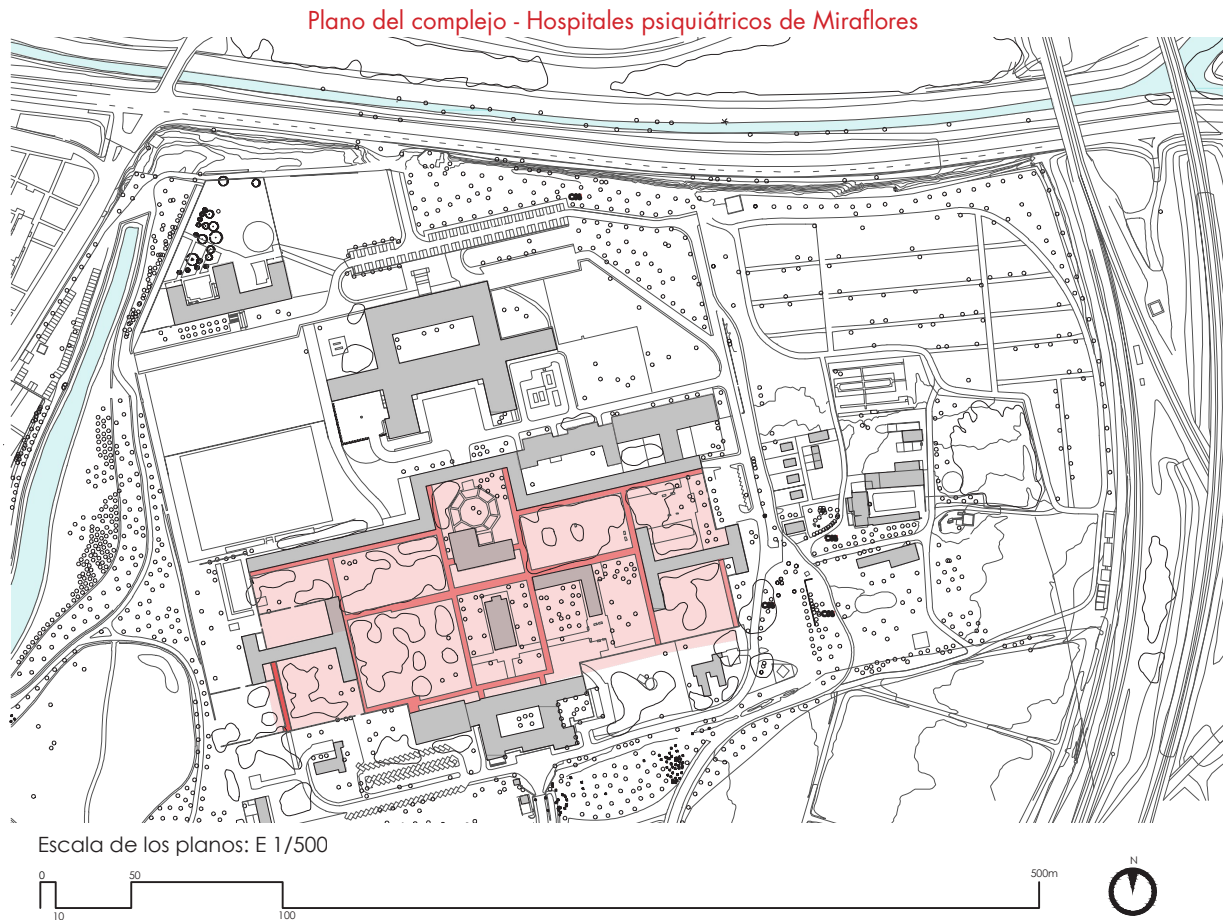 Plano del complejo - Hospitales psiquiátricos de Miraflores
Escala de los planos: E 1/500
0 50 500m
10 100
N